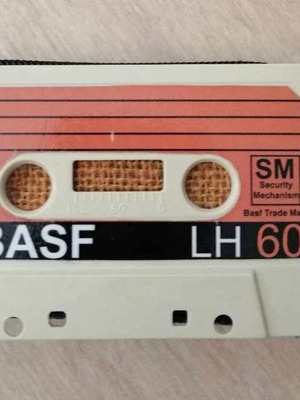 SM
Security
Mechanism
Basf Trade Ma
BASF LH 60